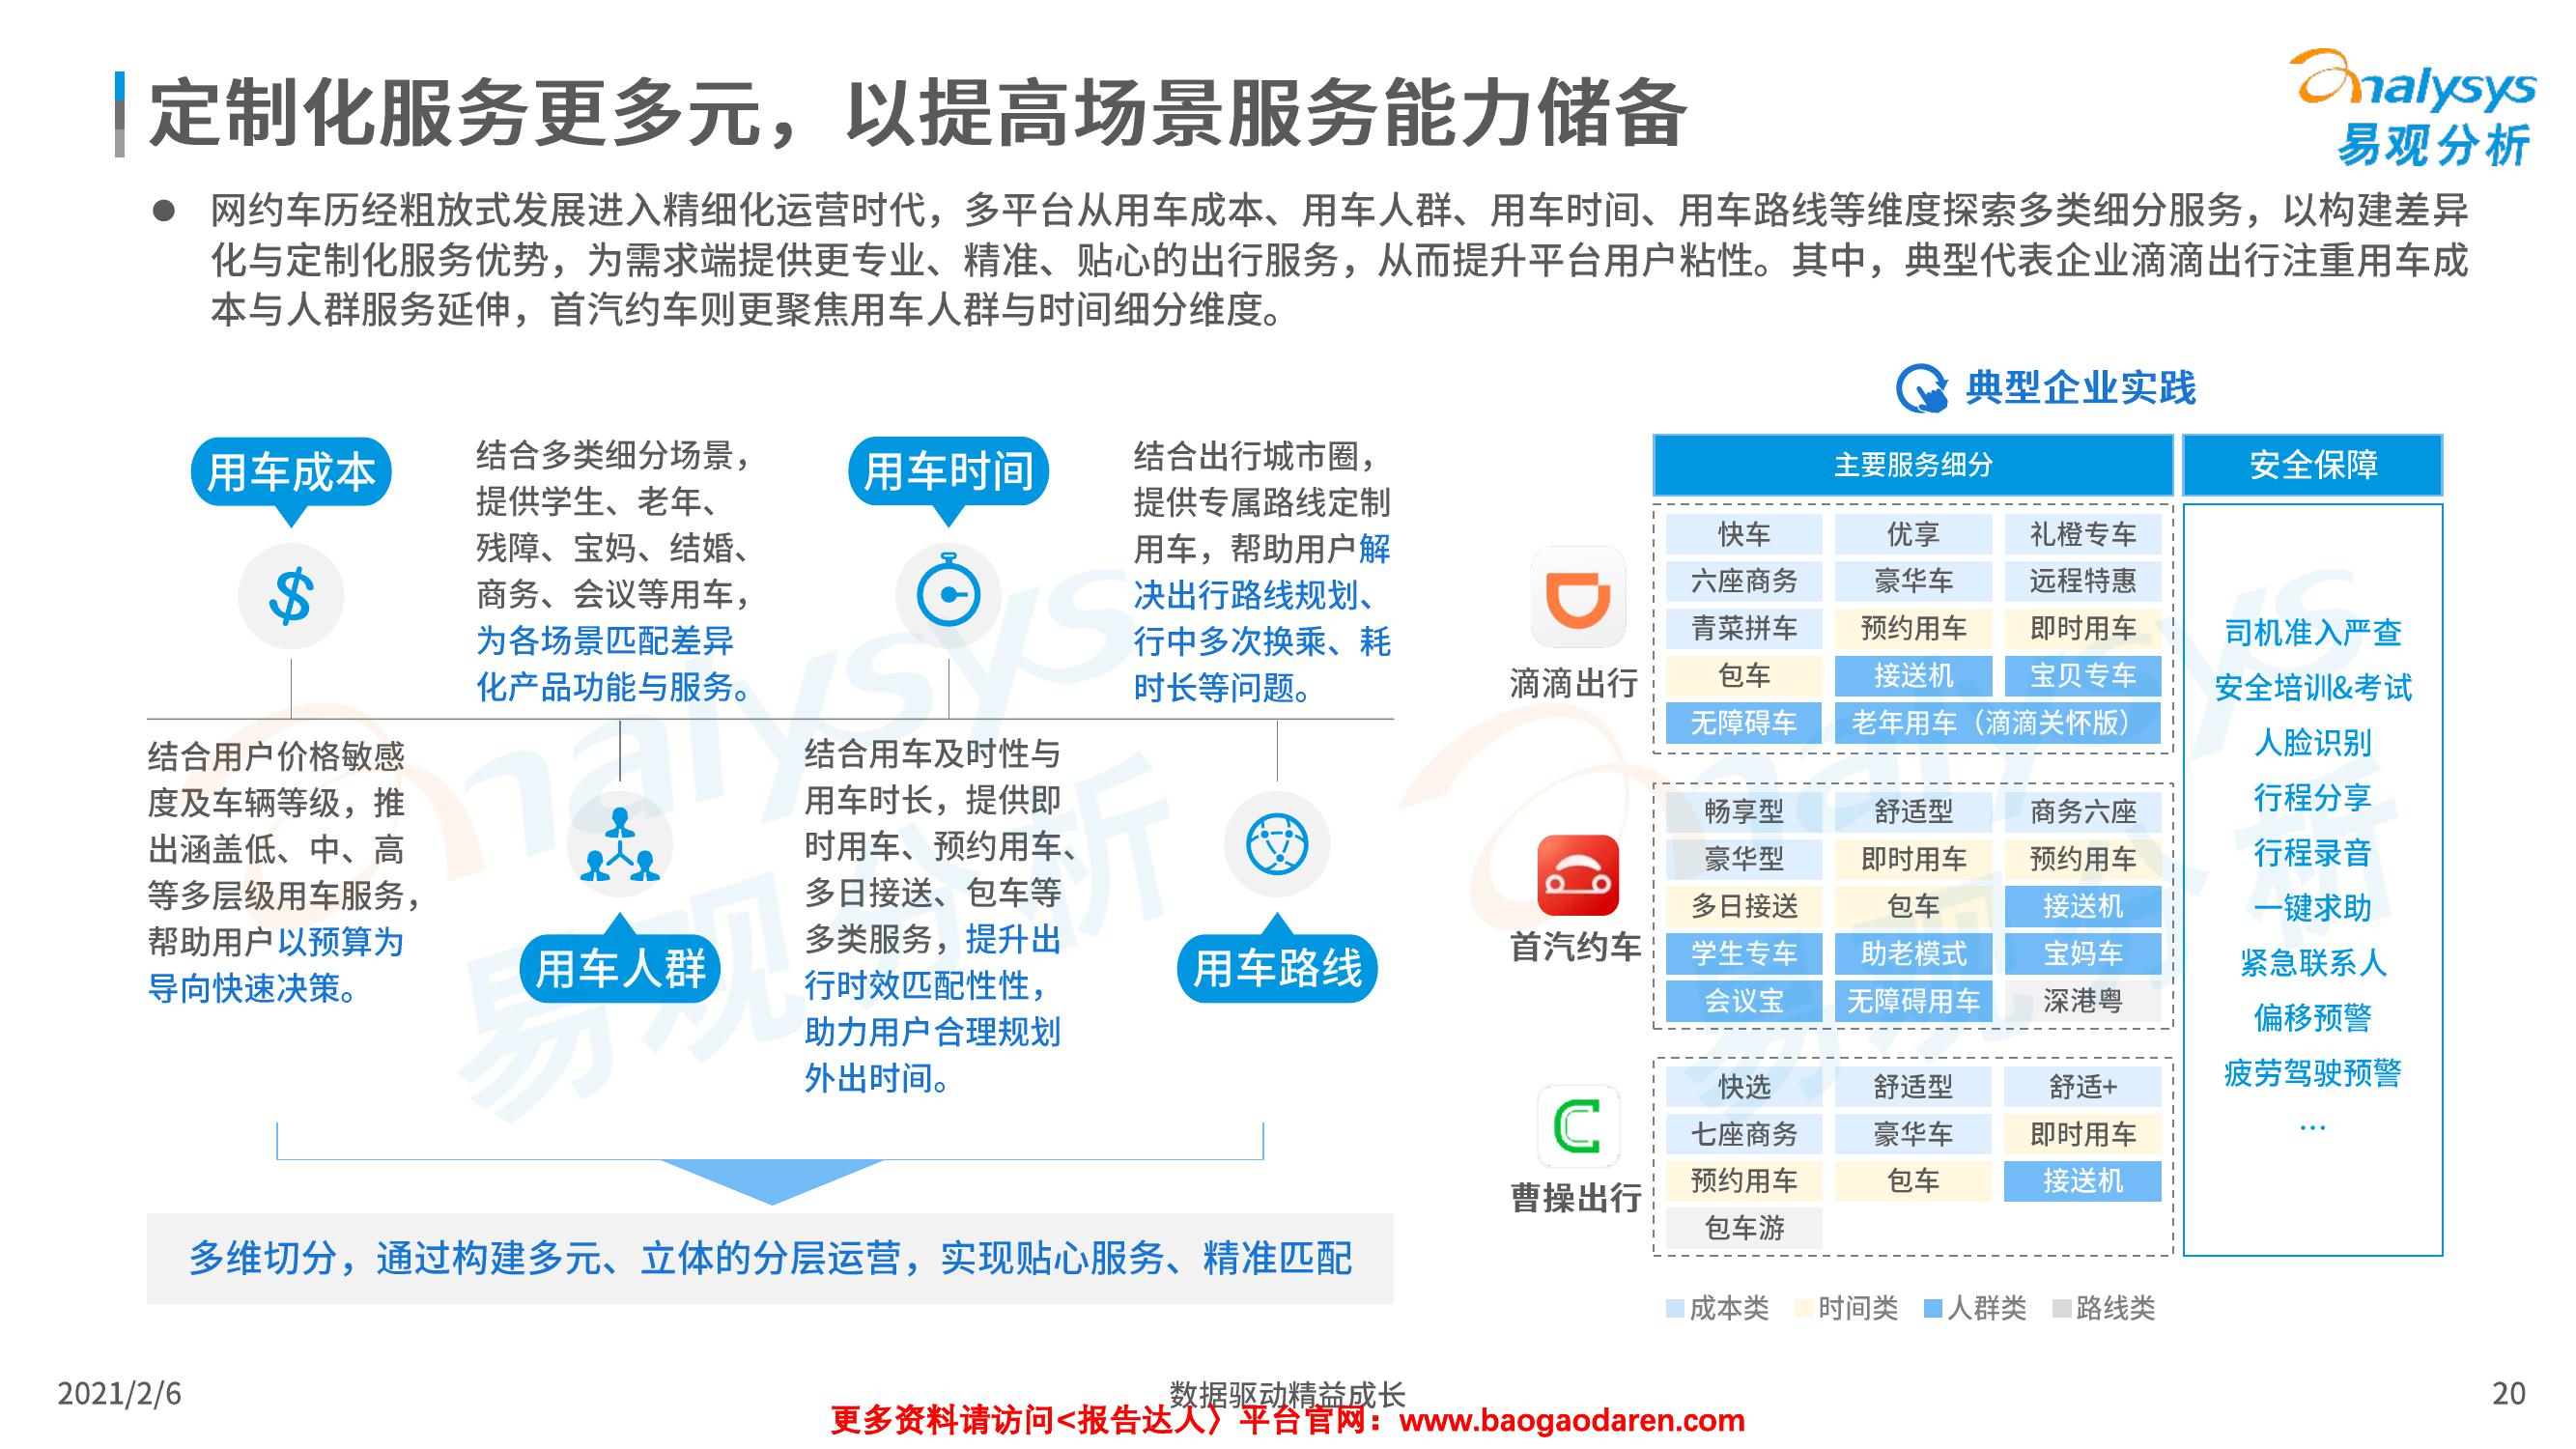 定制化服务更多元，以提高场景服务能力储备
analysys
易观分析
● 网约车历经粗放式发展进入精细化运营时代，多平台从用车成本、用车人群、用车时间、用车路线等维度探索多类细分服务，以构建差异
化与定制化服务优势，为需求端提供更专业、精准、贴心的出行服务，从而提升平台用户粘性。其中，典型代表企业滴滴出行注重用车成
本与人群服务延伸，首汽约车则更聚焦用车人群与时间细分维度。
用车成本
结合用户价格敏感
度及车辆等级，推
出涵盖低、中、高
等多层级用车服务，
帮助用户以预算为
导向快速决策。
结合多类细分场景，
提供学生、老年、
残障、宝妈、结婚、
商务、会议等用车，
为各场景匹配差异
化产品功能与服务。
用车人群
用车时间
结合用车及时性与
用车时长，提供即
时用车、预约用车、
多日接送、包车等
多类服务，提升出
行时效匹配性性，
助力用户合理规划
外出时间。
结合出行城市圈，
提供专属路线定制
用车，帮助用户解
决出行路线规划、
行中多次换乘、耗
时长等问题。
用车路线
多维切分，通过构建多元、立体的分层运营，实现贴心服务、精准匹配
典型企业实践
主要服务细分 安全保障
滴滴出行
快车 优享 礼橙专车
六座商务 豪华车 远程特惠
青菜拼车 预约用车 即时用车
包车 接送机 宝贝专车
无障碍车 老年用车（滴滴关怀版）
首汽约车
畅享型 舒适型 商务六座
豪华型 即时用车 预约用车
多日接送 包车 接送机
学生专车 助老模式 宝妈车
会议宝 无障碍用车 深港粤
曹操出行
快选 舒适型 舒适+
七座商务 豪华车 即时用车
预约用车 包车 接送机
包车游
司机准入严查
安全培训&考试
人脸识别
行程分享
行程录音
一键求助
紧急联系人
偏移预警
疲劳驾驶预警
…
成本类 时间类 人群类 路线类
2021/2/6
数据驱动精益成长
20
更多资料请访问<报告达人〉平台官网：www.baogaodaren.com